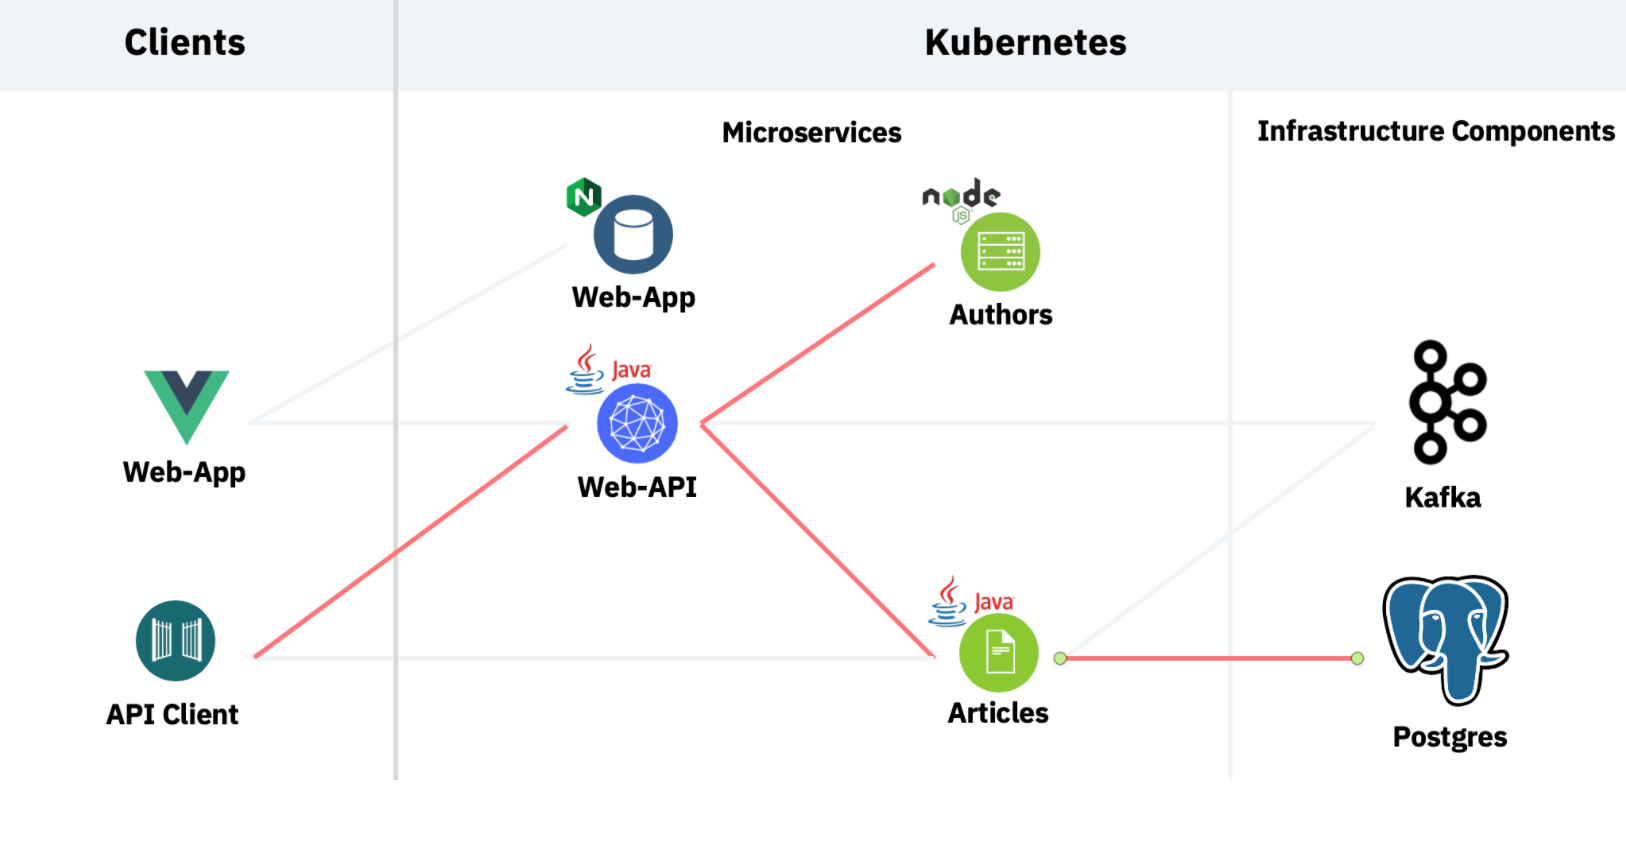 Clients
Kubernetes
Microservices
Infrastructure Components
N
node
JS
Web-App
Authors
Java
Web-API
Web-App
Kafka
Java
API Client
Articles
Postgres